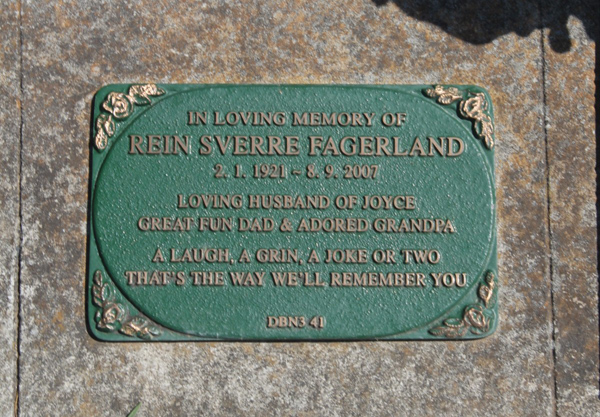 IN LOVING MEMORY OF
REIN SVERRE FAGERLAND
2. 1. 1921 - 8. 9. 2007
LOVING HUSBAND OF JOYCE
GREAT FUN DAD & ADORED GRANDPA
A LAUGH, A GRIN, A JOKE OR TWO
THAT'S THE WAY WE'LL REMEMBER YOU
DBN3 41